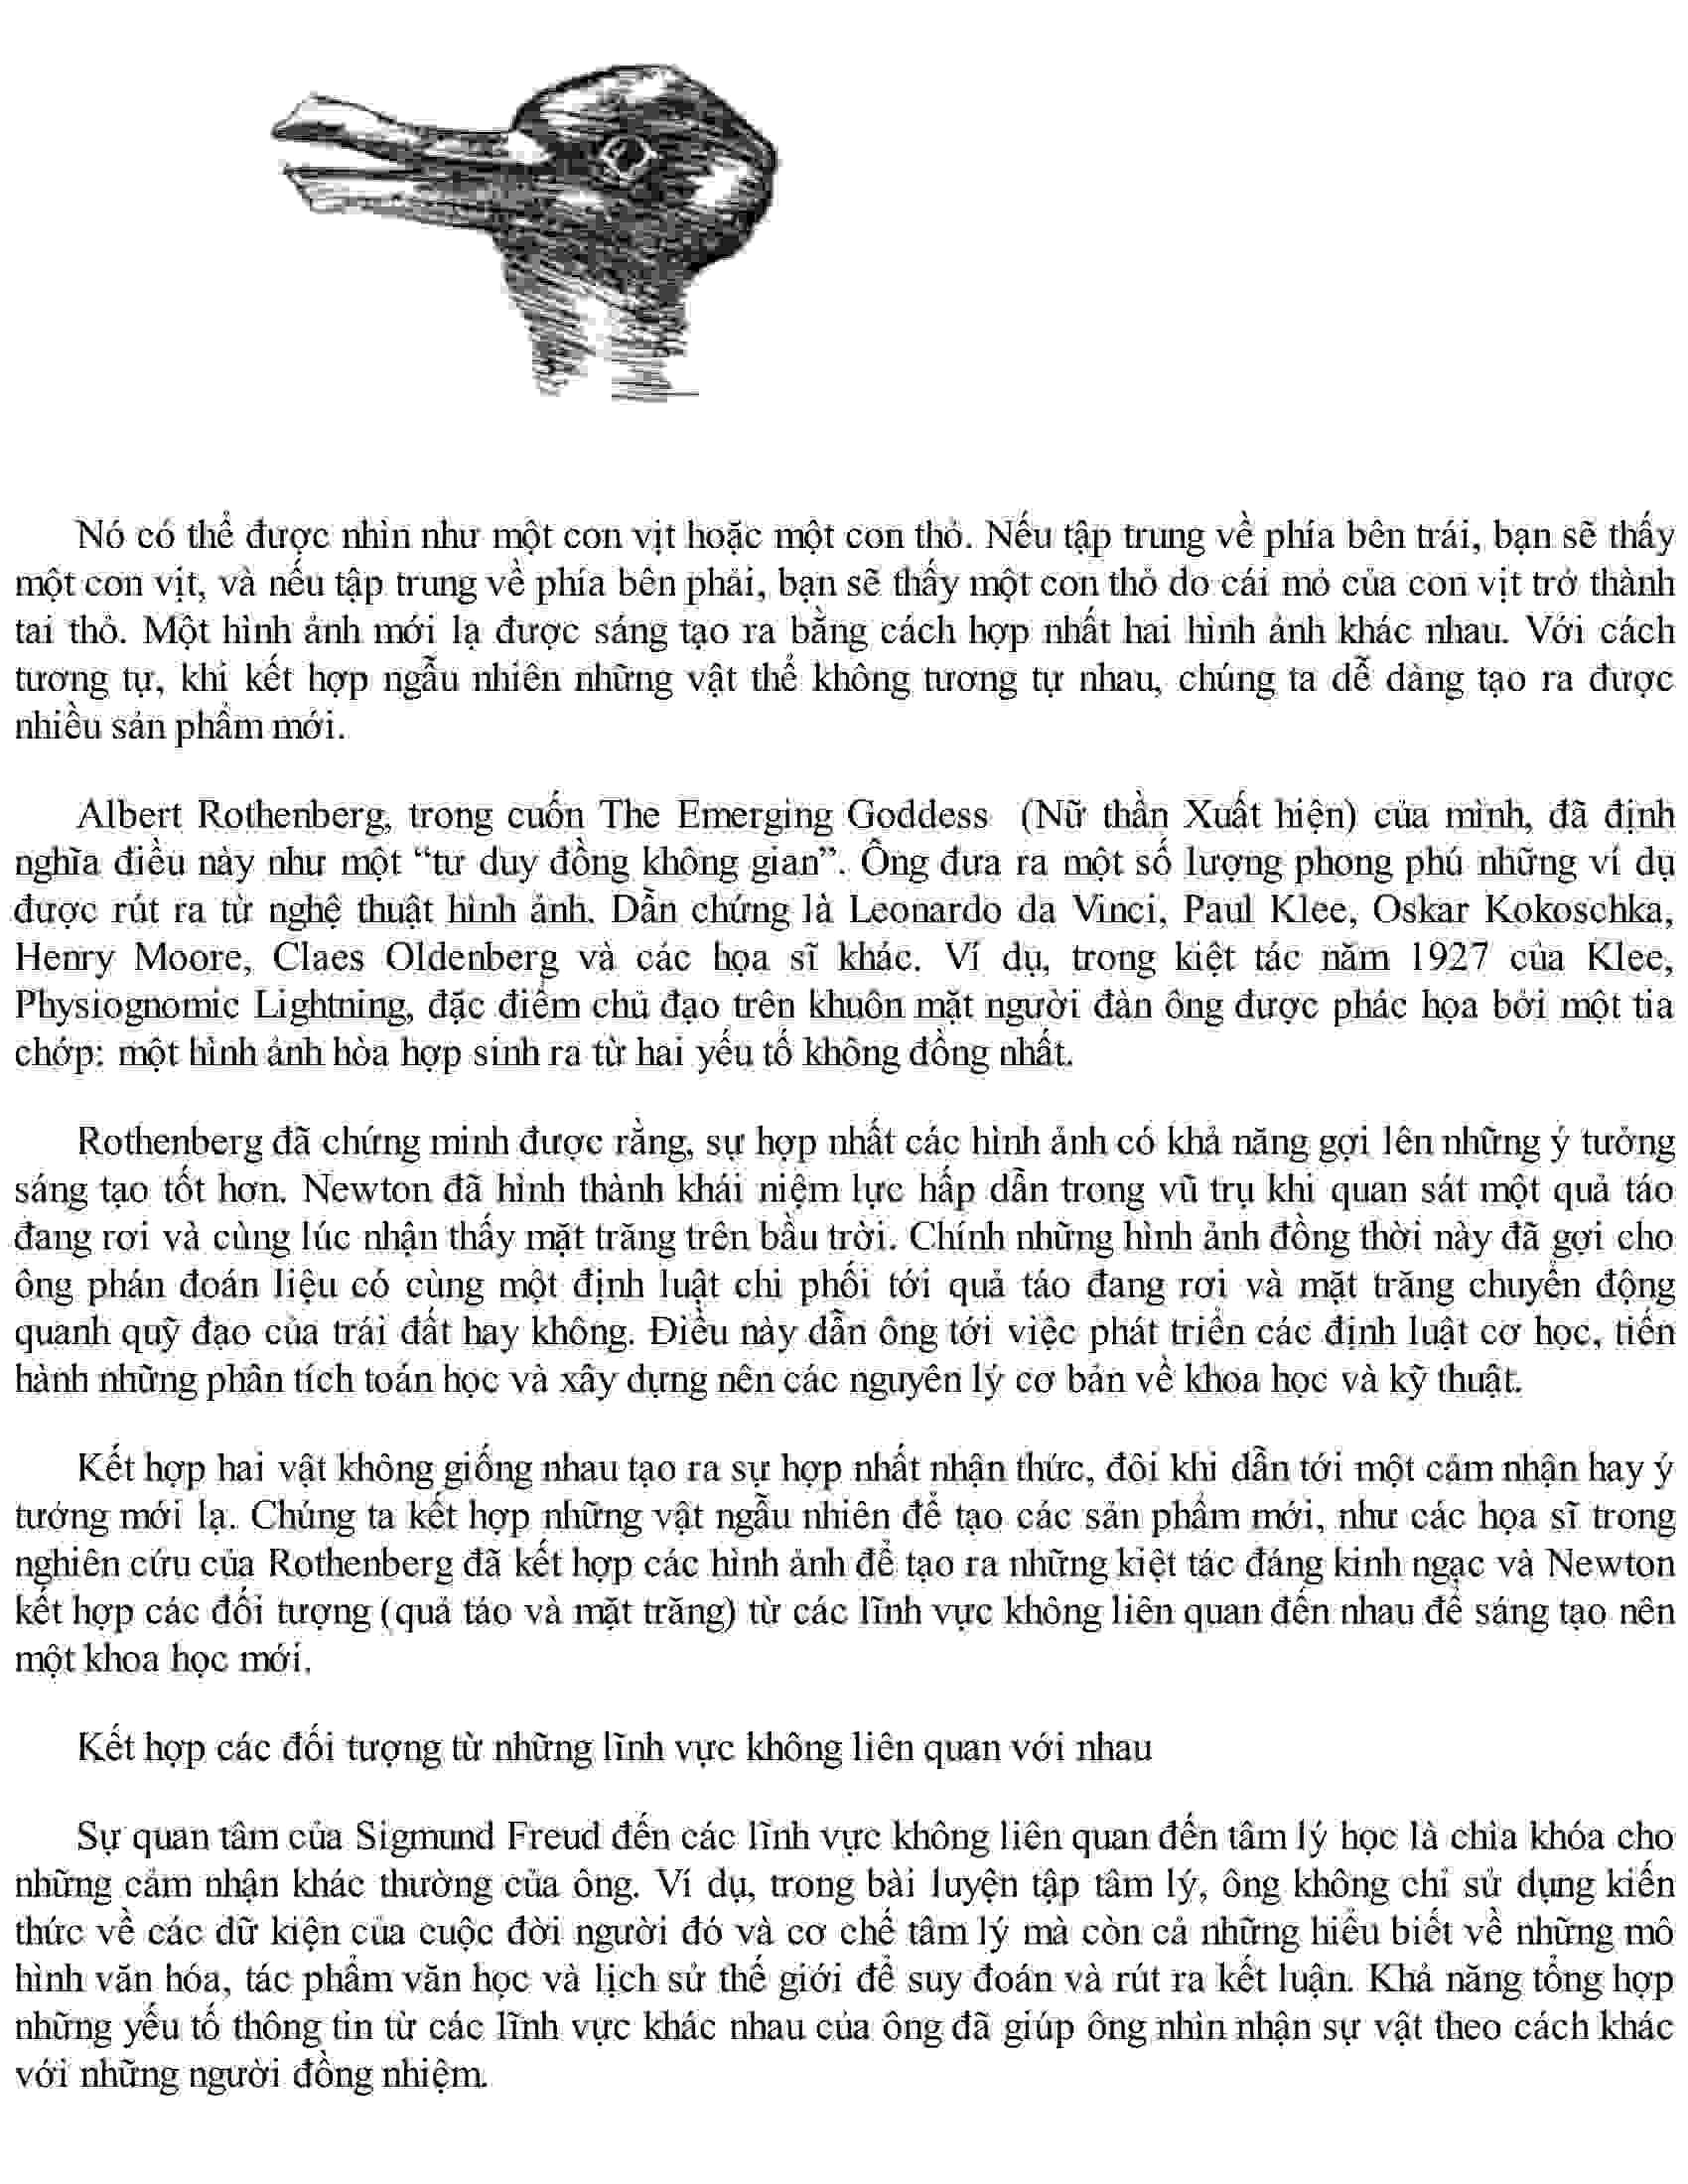 Nó có thể được nhìn như một con vịt hoặc một con thỏ. Nếu tập trung về phía bên trái, bạn sẽ thấy
một con vịt, và nếu tập trung về phía bên phải, bạn sẽ thấy một con thỏ do cái mỏ của con vịt trở thành
tai thỏ. Một hình ảnh mới lạ được sáng tạo ra bằng cách hợp nhất hai hình ảnh khác nhau. Với cách
tương tự, khi kết hợp ngẫu nhiên những vật thể không tương tự nhau, chúng ta dễ dàng tạo ra được
nhiều sản phẩm mới.
Albert Rothenberg, trong cuốn The Emerging Goddess (Nữ thần Xuất hiện) của mình, đã định
nghĩa điều này như một “tư duy đồng không gian”. Ông đưa ra một số lượng phong phú những ví dụ
được rút ra từ nghệ thuật hình ảnh. Dẫn chứng là Leonardo da Vinci, Paul Klee, Oskar Kokoschka,
Henry Moore, Claes Oldenberg và các họa sĩ khác. Ví dụ, trong kiệt tác năm 1927 của Klee,
Physiognomic Lightning, đặc điểm chủ đạo trên khuôn mặt người đàn ông được phác họa bởi một tia
chớp: một hình ảnh hòa hợp sinh ra từ hai yếu tố không đồng nhất.
Rothenberg đã chứng minh được rằng, sự hợp nhất các hình ảnh có khả năng gợi lên những ý tưởng
sáng tạo tốt hơn. Newton đã hình thành khái niệm lực hấp dẫn trong vũ trụ khi quan sát một quả táo
đang rơi và cùng lúc nhận thấy mặt trăng trên bầu trời. Chính những hình ảnh đồng thời này đã gợi cho
ông phán đoán liệu có cùng một định luật chi phối tới quả táo đang rơi và mặt trăng chuyển động
quanh quỹ đạo của trái đất hay không. Điều này dẫn ông tới việc phát triển các định luật cơ học, tiến
hành những phân tích toán học và xây dựng nên các nguyên lý cơ bản về khoa học và kỹ thuật.
Kết hợp hai vật không giống nhau tạo ra sự hợp nhất nhận thức, đôi khi dẫn tới một cảm nhận hay ý
tưởng mới lạ. Chúng ta kết hợp những vật ngẫu nhiên để tạo các sản phẩm mới, như các họa sĩ trong
nghiên cứu của Rothenberg đã kết hợp các hình ảnh để tạo ra những kiệt tác đáng kinh ngạc và Newton
kết hợp các đối tượng (quả táo và mặt trăng) từ các lĩnh vực không liên quan đến nhau để sáng tạo nên
một khoa học mới.
Kết hợp các đối tượng từ những lĩnh vực không liên quan với nhau
Sự quan tâm của Sigmund Freud đến các lĩnh vực không liên quan đến tâm lý học là chìa khóa cho
những cảm nhận khác thường của ông. Ví dụ, trong bài luyện tập tâm lý, ông không chỉ sử dụng kiến
thức về các dữ kiện của cuộc đời người đó và cơ chế tâm lý mà còn cả những hiểu biết về những mô
hình văn hóa, tác phẩm văn học và lịch sử thế giới để suy đoán và rút ra kết luận. Khả năng tổng hợp
những yếu tố thông tin từ các lĩnh vực khác nhau của ông đã giúp ông nhìn nhận sự vật theo cách khác
với những người đồng nhiệm.